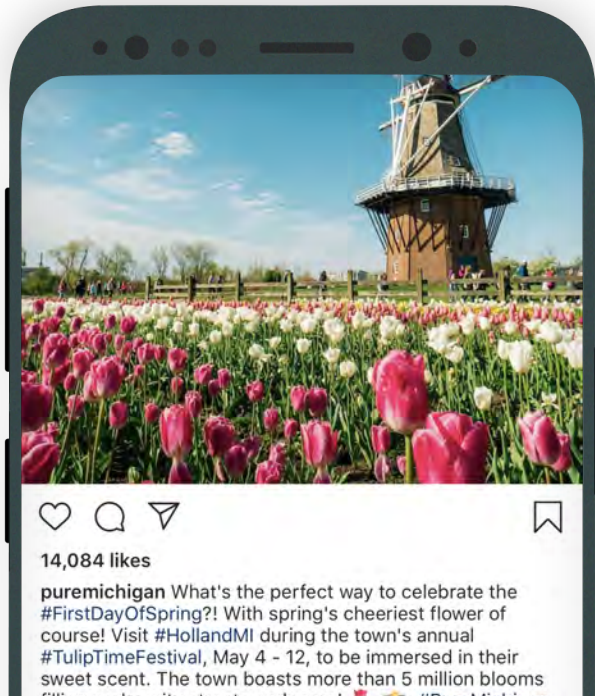 14,084 likes
puremichigan What's the perfect way to celebrate the
#FirstDayOfSpring?! With spring's cheeriest flower of
course! Visit #HollandMI during the town's annual
#TulipTimeFestival, May 4 - 12, to be immersed in their
sweet scent. The town boasts more than 5 million blooms